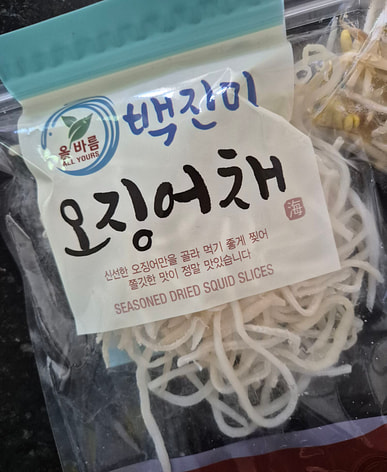 올바름
ALL YOURS
백진미
오징어채
海
신선한 오징어만을 골라 먹기 좋게 찢어
쫄깃한 맛이 정말 맛있습니다
SEASONED DRIED SQUID SLICES